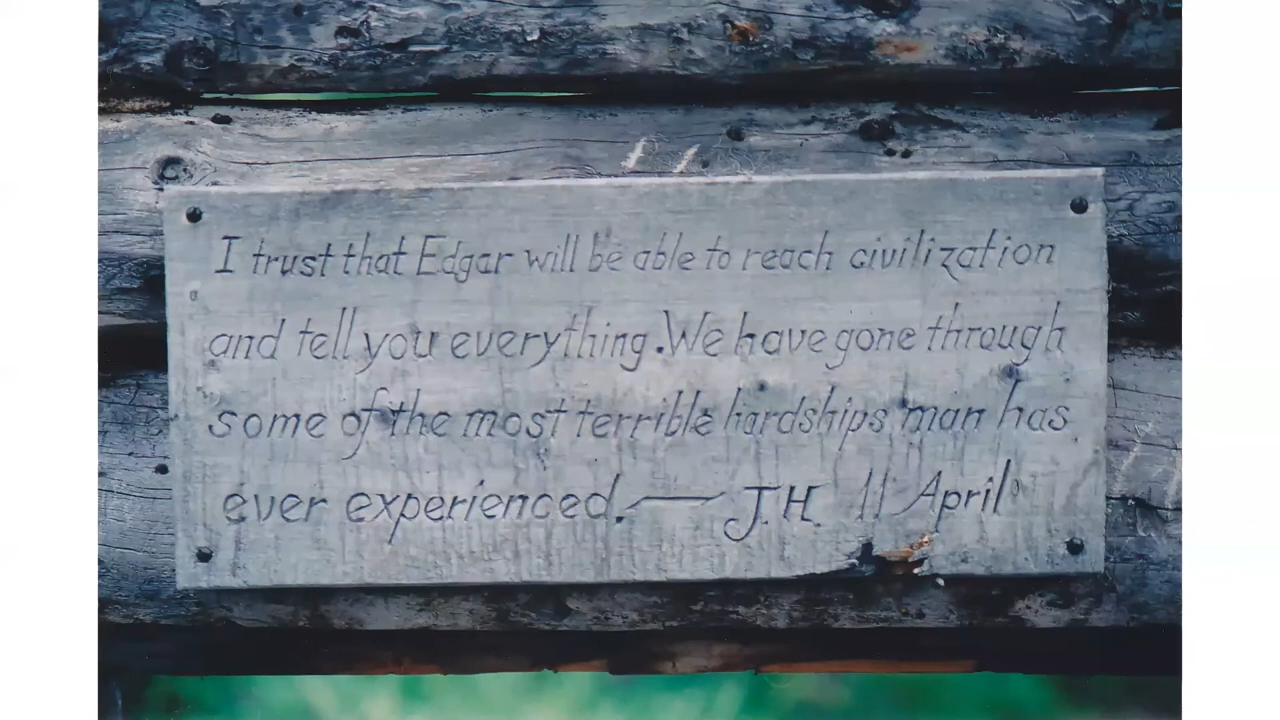 I trust that Edgar will be able to reach civilization
and tell you everything. We have gone through
some of the most terrible hardships man has
ever experienced. — J.H. 11 April